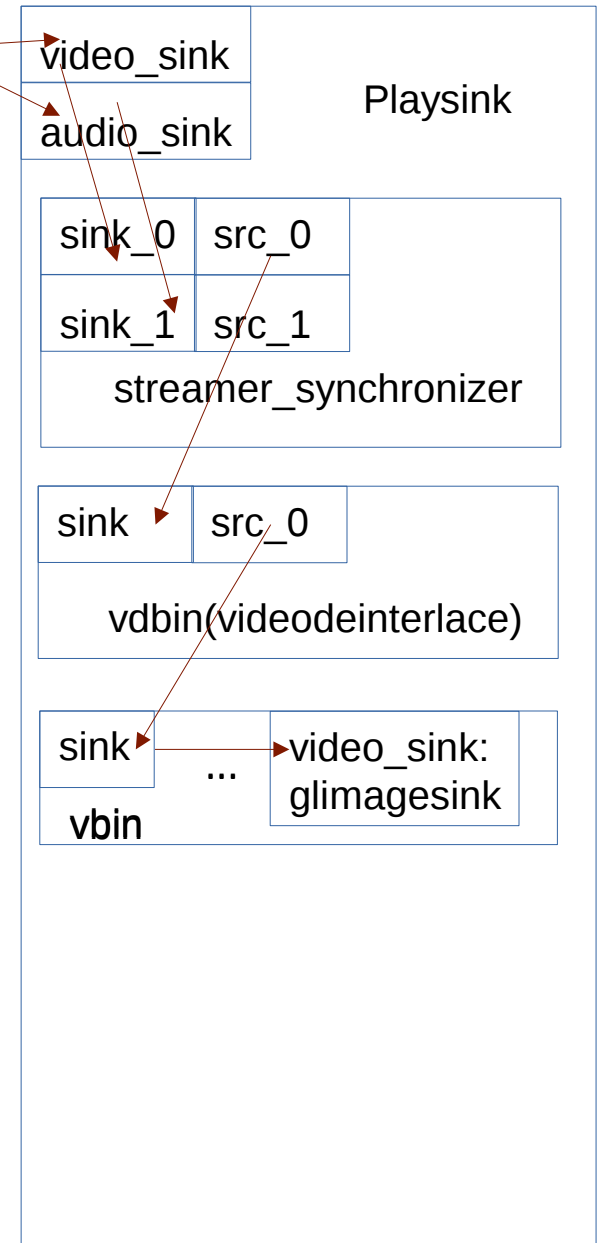 video_sink
Playsink
audio_sink
sink_0
src_0
sink_1
src_1
streamer_synchronizer
sink
src_0
vdbin(videodeinterlace)
sink
...
video_sink:
glimagesink
vbin